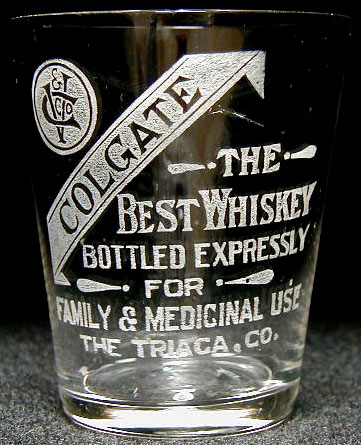 COLGATE
THE
BEST WHISKEY
BOTTLED EXPRESSLY
FOR
FAMILY & MEDICINAL USE
THE TRIACA. CO.